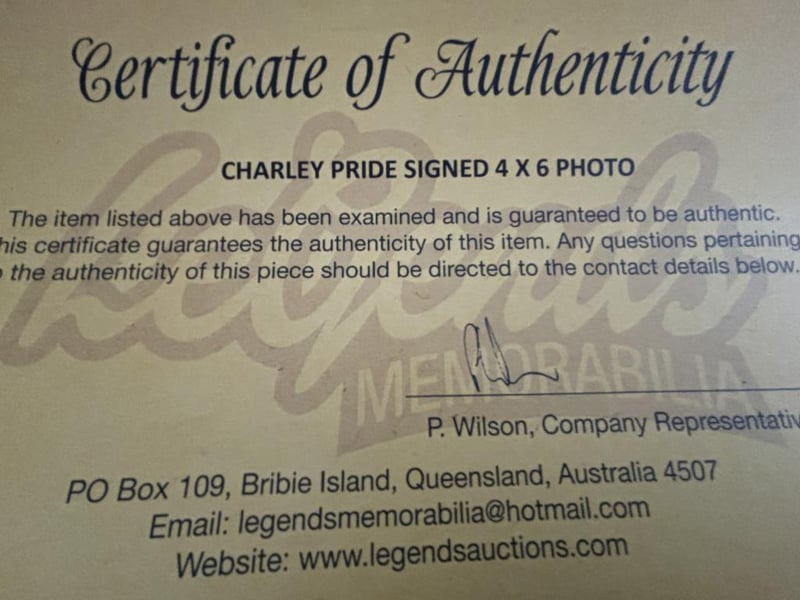 Certificate of Authenticity
CHARLEY PRIDE SIGNED 4 X 6 PHOTO
The item listed above has been examined and is guaranteed to be authentic.
his certificate guarantees the authenticity of this item. Any questions pertaining
the authenticity of this piece should be directed to the contact details below.
Legends
MEMORABILIA
P. Wilson, Company Representativ
PO Box 109, Bribie Island, Queensland, Australia 4507
Email: legendsmemorabilia@hotmail.com
Website: www.legendsauctions.com